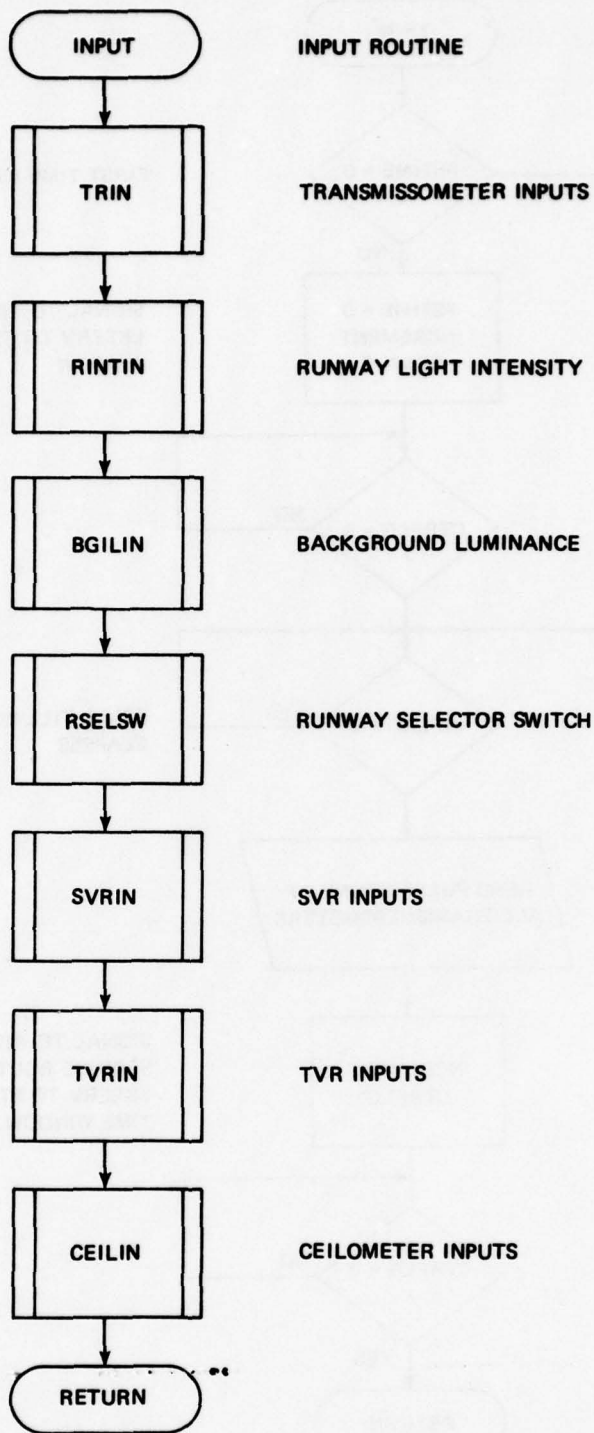 INPUT INPUT ROUTINE
TRIN TRANSMISSOMETER INPUTS
RINTIN RUNWAY LIGHT INTENSITY
BGILIN BACKGROUND LUMINANCE
RSELSW RUNWAY SELECTOR SWITCH
SVRIN SVR INPUTS
TVRIN TVR INPUTS
CEILIN CEILOMETER INPUTS
RETURN